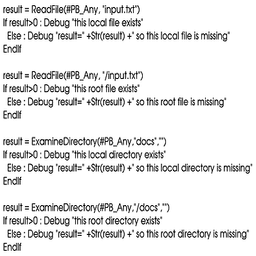 result = ReadFile(#PB_Any, "input.txt")
If result>0 : Debug "this local file exists"
Else : Debug "result=" +Str(result) +" so this local file is missing"
EndIf
result = ReadFile(#PB_Any, "/input.txt")
If result>0 : Debug "this root file exists"
Else : Debug "result=" +Str(result) +" so this root file is missing"
EndIf
result = ExamineDirectory(#PB_Any,"docs","")
If result>0 : Debug "this local directory exists"
Else : Debug "result=" +Str(result) +" so this local directory is missing"
EndIf
result = ExamineDirectory(#PB_Any,"/docs","")
If result>0 : Debug "this root directory exists"
Else : Debug "result=" +Str(result) +" so this root directory is missing"
EndIf